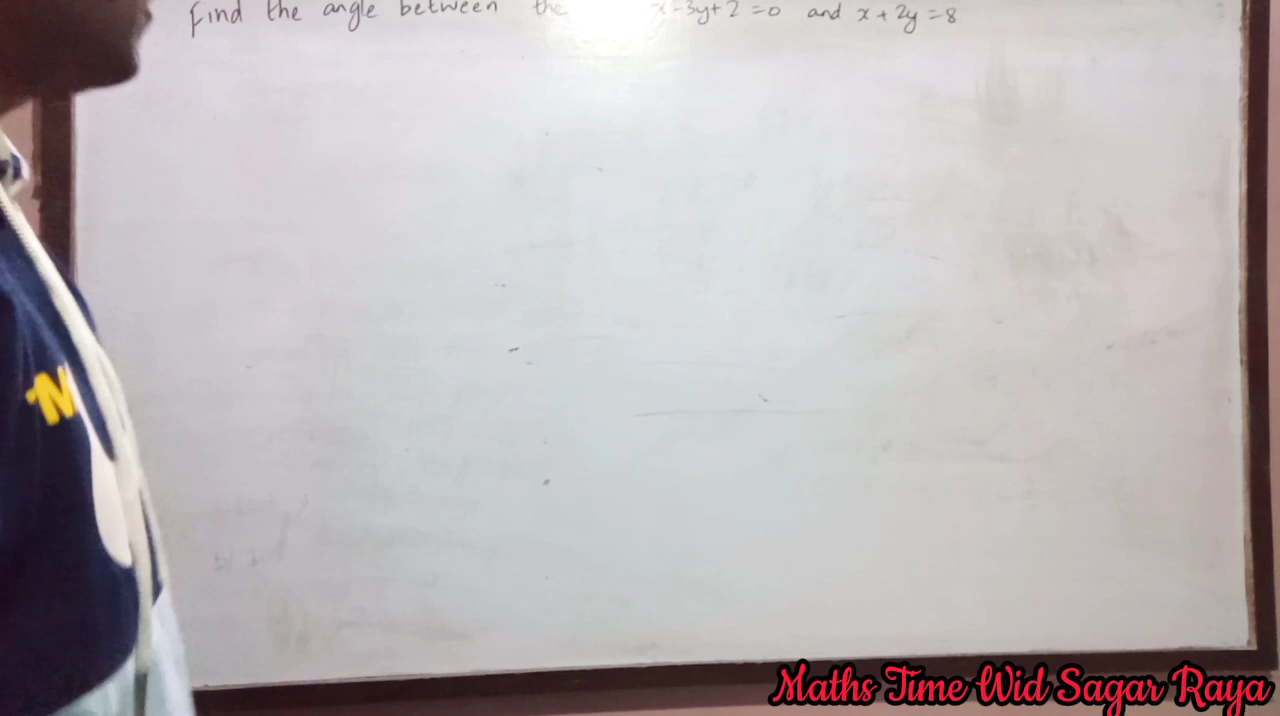 Find the angle between the x-3y+2=0 and x+2y=8
M
Maths Time Wid Sagar Raya